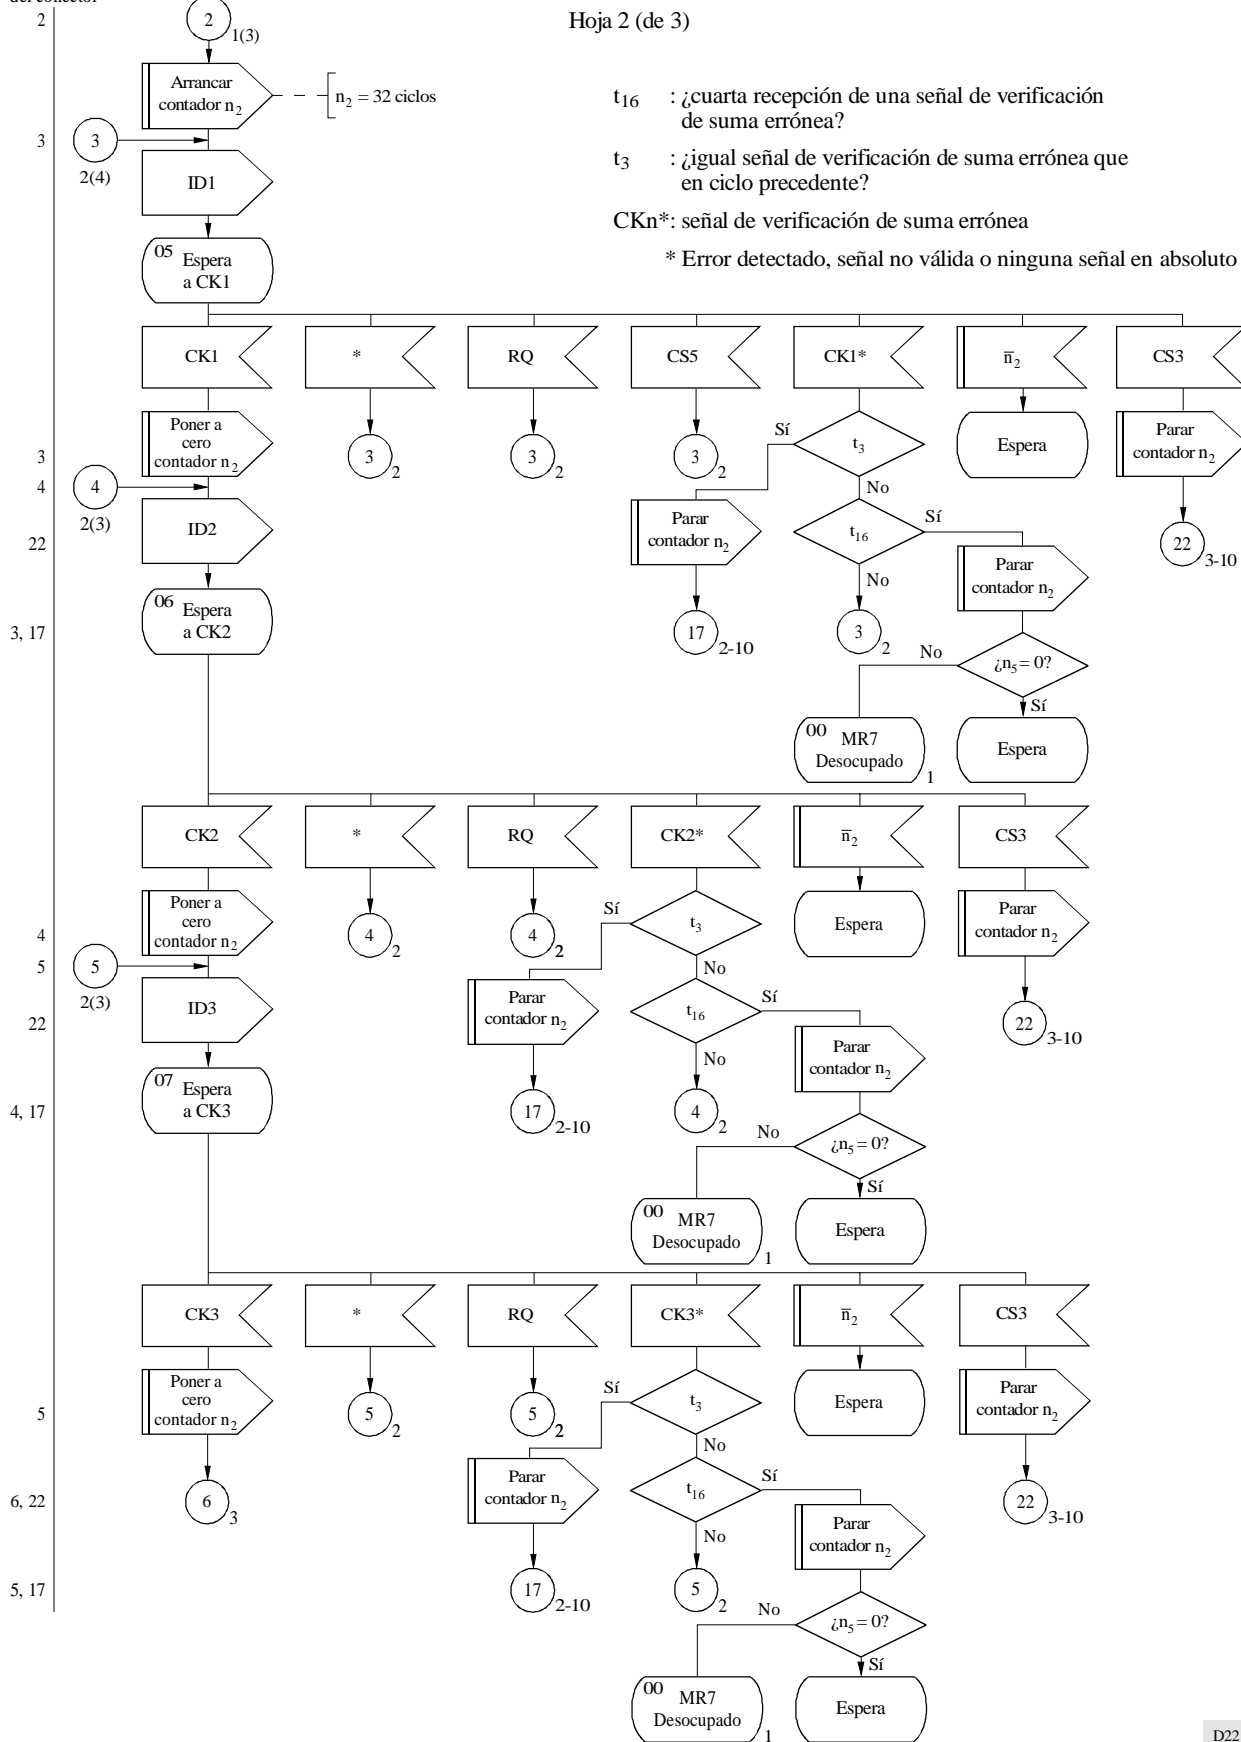 2
2
1(3)
Hoja 2 (de 3)
Arrancar
contador n2
n2 = 32 ciclos
t16 : ¿cuarta recepción de una señal de verificación
de suma errónea?
3
3
2(4)
t3 : ¿igual señal de verificación de suma errónea que
en ciclo precedente?
ID1
CKn*: señal de verificación de suma errónea
* Error detectado, señal no válida o ninguna señal en absoluto
05 Espera
a CK1
CK1
*
RQ
CS5
CK1*
n̅2
CS3
Poner a
cero
contador n2
3
2
3
2
3
2
Sí
t3
No
Espera
Parar
contador n2
3
4
4
2(3)
ID2
Parar
contador n2
t16
Sí
No
22
22
3-10
Parar
contador n2
06 Espera
a CK2
3, 17
17
2-10
3
2
No
¿n5 = 0?
Sí
00 MR7
Desocupado
1
Espera
CK2
*
RQ
CK2*
n̅2
CS3
Poner a
cero
contador n2
4
2
4
2
Sí
t3
No
Espera
Parar
contador n2
4
5
5
2(3)
ID3
Parar
contador n2
t16
Sí
No
22
22
3-10
Parar
contador n2
07 Espera
a CK3
4, 17
17
2-10
4
2
No
¿n5 = 0?
Sí
00 MR7
Desocupado
1
Espera
CK3
*
RQ
CK3*
n̅2
CS3
Poner a
cero
contador n2
5
5
2
5
2
Sí
t3
No
Espera
Parar
contador n2
6, 22
6
3
Parar
contador n2
t16
Sí
No
22
3-10
Parar
contador n2
5, 17
17
2-10
5
2
No
¿n5 = 0?
Sí
00 MR7
Desocupado
1
Espera
D22